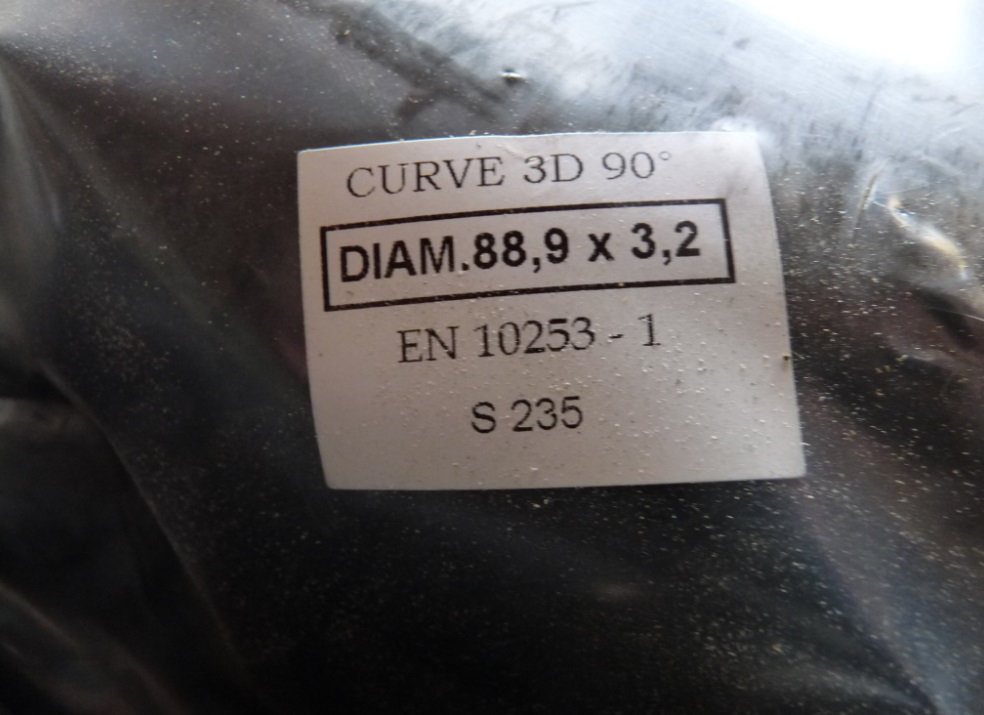 CURVE 3D 90°
DIAM.88,9 x 3,2
EN 10253 - 1
S 235